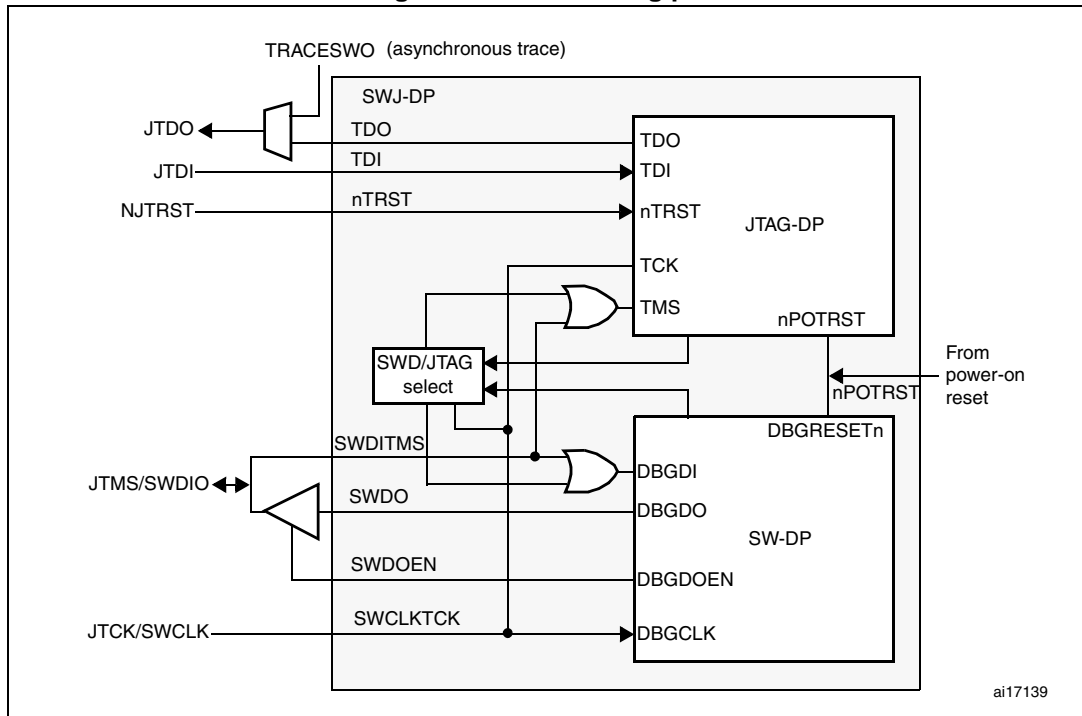 TRACESWO (asynchronous trace)
SWJ-DP
JTDO
TDO
TDO
JTDI
TDI
TDI
NJTRST
nTRST
nTRST
JTAG-DP
TCK
TMS
nPOTRST
SWD/JTAG
select
From
power-on
reset
nPOTRST
DBGRESETn
SWDITMS
DBGDI
JTMS/SWDIO
SWDO
DBGDO
SW-DP
SWDOEN
DBGDOEN
JTCK/SWCLK
SWCLKTCK
DBGCLK
ai17139